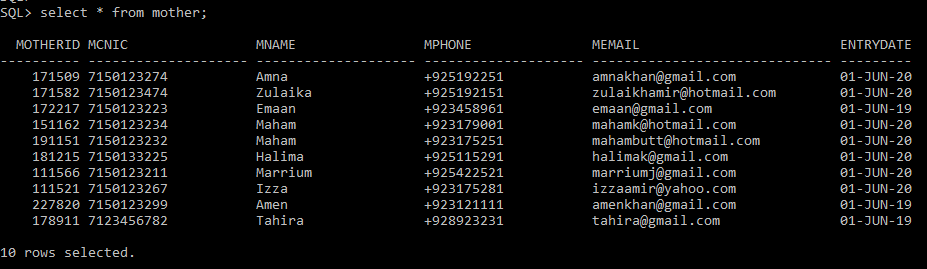 SQL> select * from mother;
MOTHERID MCNIC MNAME MPHONE MEMAIL ENTRYDATE
---------- -------------------- -------------------- -------------------- ------------------------------ ---------
171509 7150123274 Amna +925192251 amnakhan@gmail.com 01-JUN-20
171582 7150123474 Zulaika +925192151 zulaikhamir@hotmail.com 01-JUN-20
172217 7150123223 Emaan +923458961 emaan@gmail.com 01-JUN-19
151162 7150123234 Maham +923179001 mahamk@hotmail.com 01-JUN-20
191151 7150123232 Maham +923175251 mahambutt@hotmail.com 01-JUN-20
181215 7150133225 Halima +925115291 halimak@gmail.com 01-JUN-20
111566 7150123211 Marrium +925422521 marriumj@gmail.com 01-JUN-20
111521 7150123267 Izza +923175281 izzaamir@yahoo.com 01-JUN-20
227820 7150123299 Amen +923121111 amenkhan@gmail.com 01-JUN-19
178911 7123456782 Tahira +928923231 tahira@gmail.com 01-JUN-19
10 rows selected.